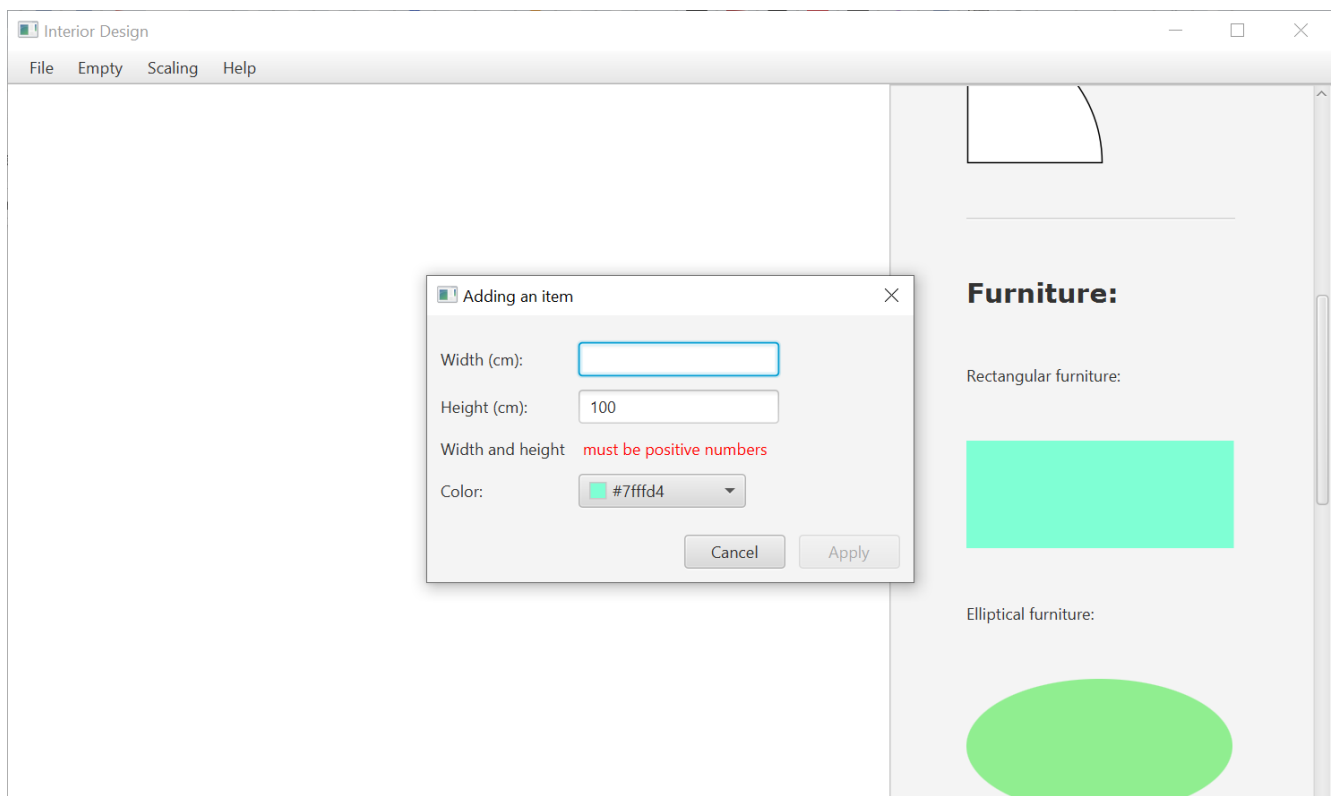 Interior Design
File Empty Scaling Help
Furniture:
Rectangular furniture:
Elliptical furniture:
Adding an item
Width (cm):
Height (cm): 100
Width and height must be positive numbers
Color: #7fffd4
Cancel Apply